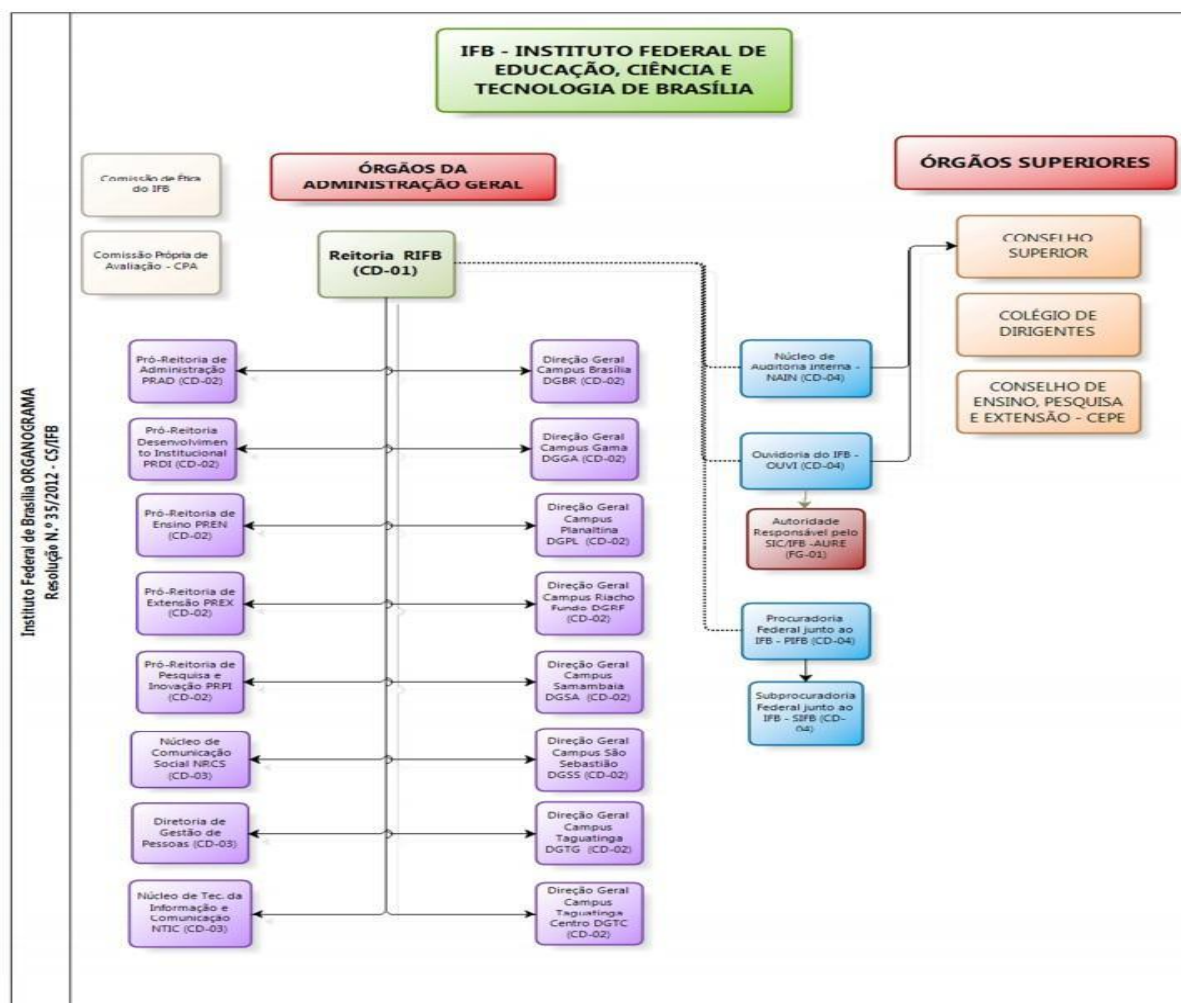 IFB - INSTITUTO FEDERAL DE
EDUCAÇÃO, CIÊNCIA E
TECNOLOGIA DE BRASÍLIA
Instituto Federal de Brasília ORGANOGRAMA
Resolução N.º 35/2012 - CS/IFB
Comissão de Ética
do IFB
Comissão Própria de
Avaliação - CPA
ÓRGÃOS DA
ADMINISTRAÇÃO GERAL
Reitoria RIFB
(CD-01)
ÓRGÃOS SUPERIORES
CONSELHO
SUPERIOR
COLÉGIO DE
DIRIGENTES
CONSELHO DE
ENSINO, PESQUISA
E EXTENSÃO - CEPE
Pró-Reitoria de
Administração
PRAD (CD-02)
Pró-Reitoria
Desenvolvimen
to Institucional
PRDI (CD-02)
Pró-Reitoria de
Ensino PREN
(CD-02)
Pró-Reitoria de
Extensão PREX
(CD-02)
Pró-Reitoria de
Pesquisa e
Inovação PRPI
(CD-02)
Núcleo de
Comunicação
Social NRCS
(CD-03)
Diretoria de
Gestão de
Pessoas (CD-03)
Núcleo de Tec. da
Informação e
Comunicação
NTIC (CD-03)
Direção Geral
Campus Brasília
DGBR (CD-02)
Direção Geral
Campus Gama
DGGA (CD-02)
Direção Geral
Campus
Planaltina
DGPL (CD-02)
Direção Geral
Campus Riacho
Fundo DGRF
(CD-02)
Direção Geral
Campus
Samambaia
DGSA (CD-02)
Direção Geral
Campus São
Sebastião
DGSS (CD-02)
Direção Geral
Campus
Taguatinga
DGTG (CD-02)
Direção Geral
Campus
Taguatinga
Centro DGTC
(CD-02)
Núcleo de
Auditoria Interna -
NAIN (CD-04)
Ouvidoria do IFB -
OUVI (CD-04)
Autoridade
Responsável pelo
SIC/IFB -AURE
(FG-01)
Procuradoria
Federal junto ao
IFB - PIFB (CD-04)
Subprocuradoria
Federal junto ao
IFB - SIFB (CD-
04)